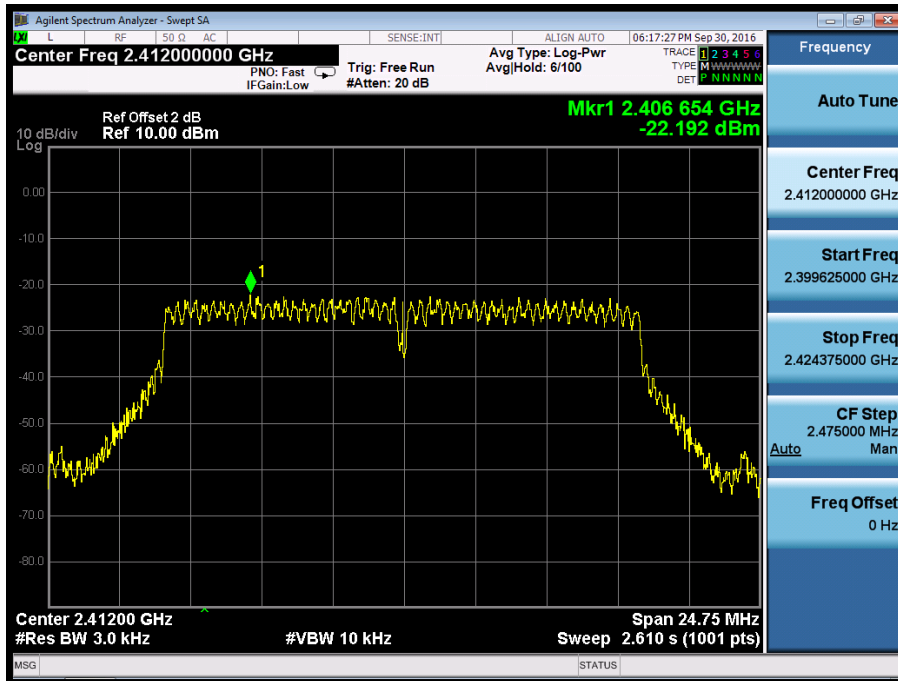 Agilent Spectrum Analyzer - Swept SA
LXI L RF 50 Ω AC SENSE:INT ALIGN AUTO 06:17:27 PM Sep 30, 2016
Center Freq 2.412000000 GHz
PNO: Fast
IFGain:Low
Trig: Free Run
#Atten: 20 dB
Avg Type: Log-Pwr
Avg|Hold: 6/100
TRACE 1 2 3 4 5 6
TYPE M WWWWW
DET P N N N N N
Ref Offset 2 dB
10 dB/div Ref 10.00 dBm
Log
Mkr1 2.406 654 GHz
-22.192 dBm
0.00
-10.0
-20.0
-30.0
-40.0
-50.0
-60.0
-70.0
-80.0
1
Center 2.41200 GHz Span 24.75 MHz
#Res BW 3.0 kHz #VBW 10 kHz Sweep 2.610 s (1001 pts)
MSG STATUS
Frequency
Auto Tune
Center Freq
2.412000000 GHz
Start Freq
2.399625000 GHz
Stop Freq
2.424375000 GHz
CF Step
2.475000 MHz
Auto Man
Freq Offset
0 Hz